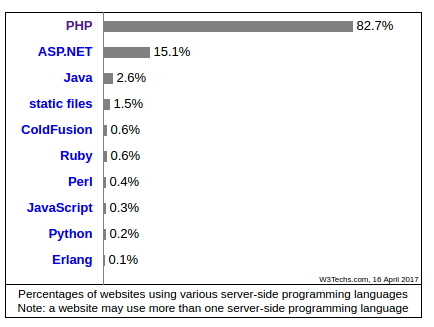 PHP 82.7%
ASP.NET 15.1%
Java 2.6%
static files 1.5%
ColdFusion 0.6%
Ruby 0.6%
Perl 0.4%
JavaScript 0.3%
Python 0.2%
Erlang 0.1%
W3Techs.com, 16 April 2017
Percentages of websites using various server-side programming languages
Note: a website may use more than one server-side programming language